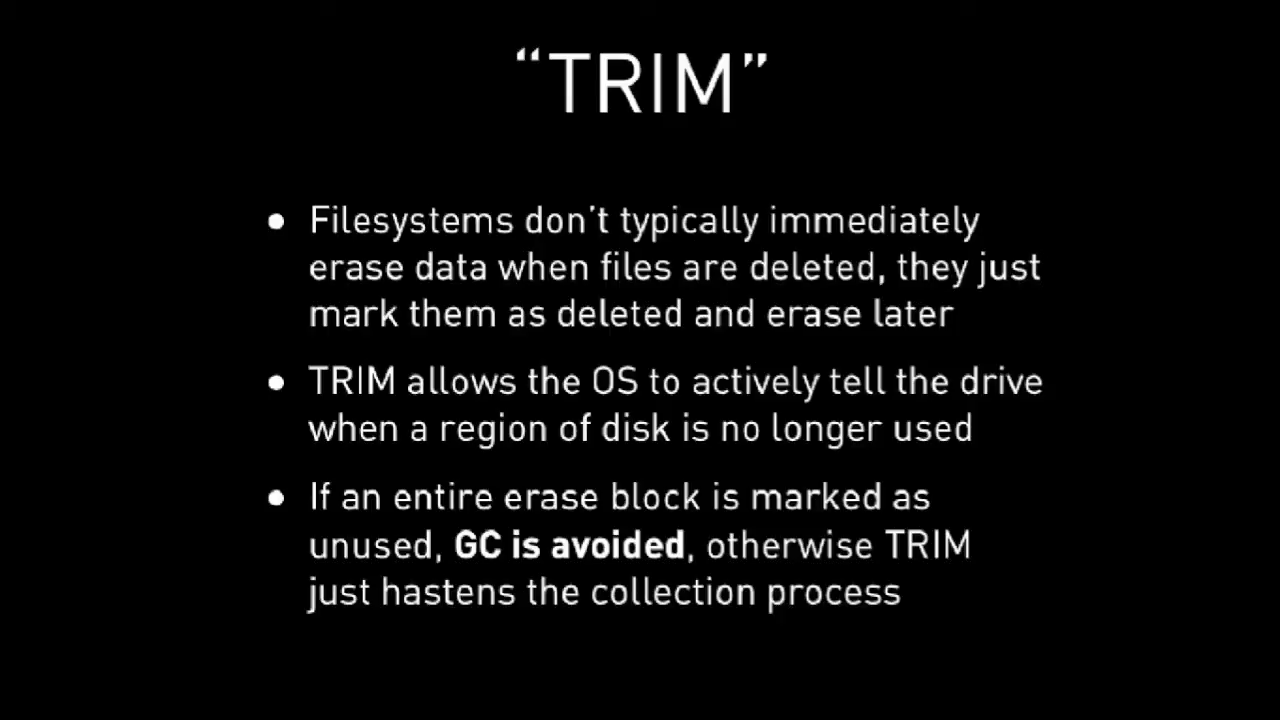 “TRIM”
• Filesystems don’t typically immediately
erase data when files are deleted, they just
mark them as deleted and erase later
• TRIM allows the OS to actively tell the drive
when a region of disk is no longer used
• If an entire erase block is marked as
unused, GC is avoided, otherwise TRIM
just hastens the collection process